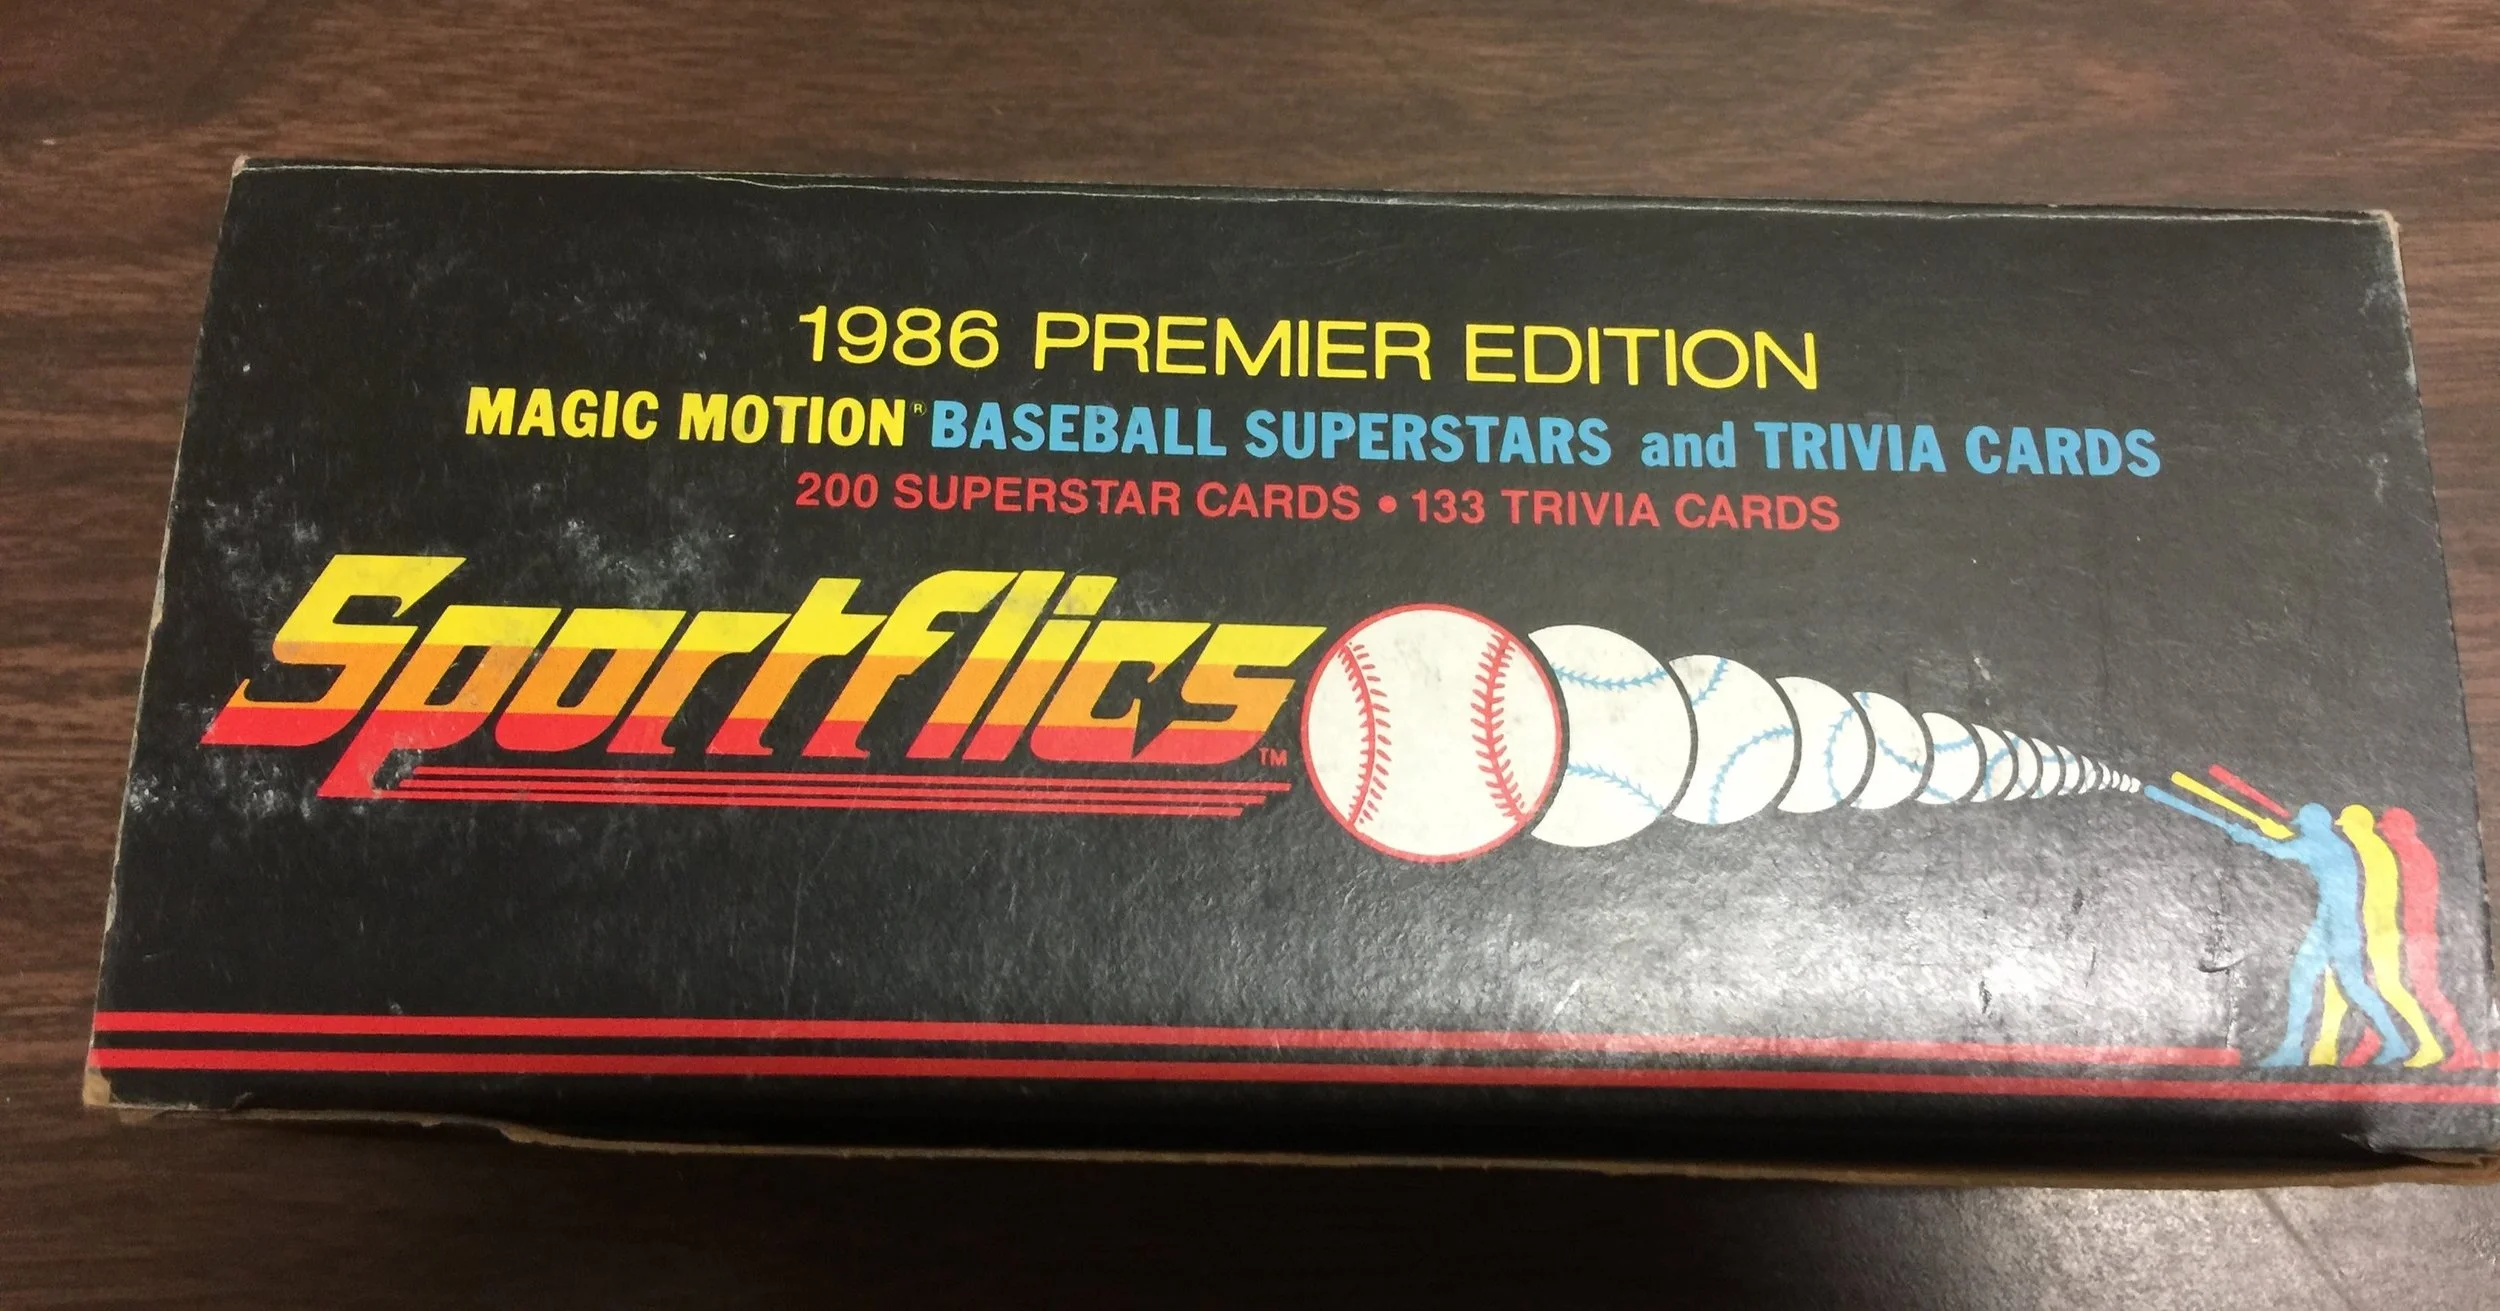 1986 PREMIER EDITION
MAGIC MOTION® BASEBALL SUPERSTARS and TRIVIA CARDS
200 SUPERSTAR CARDS • 133 TRIVIA CARDS
Sportflics™